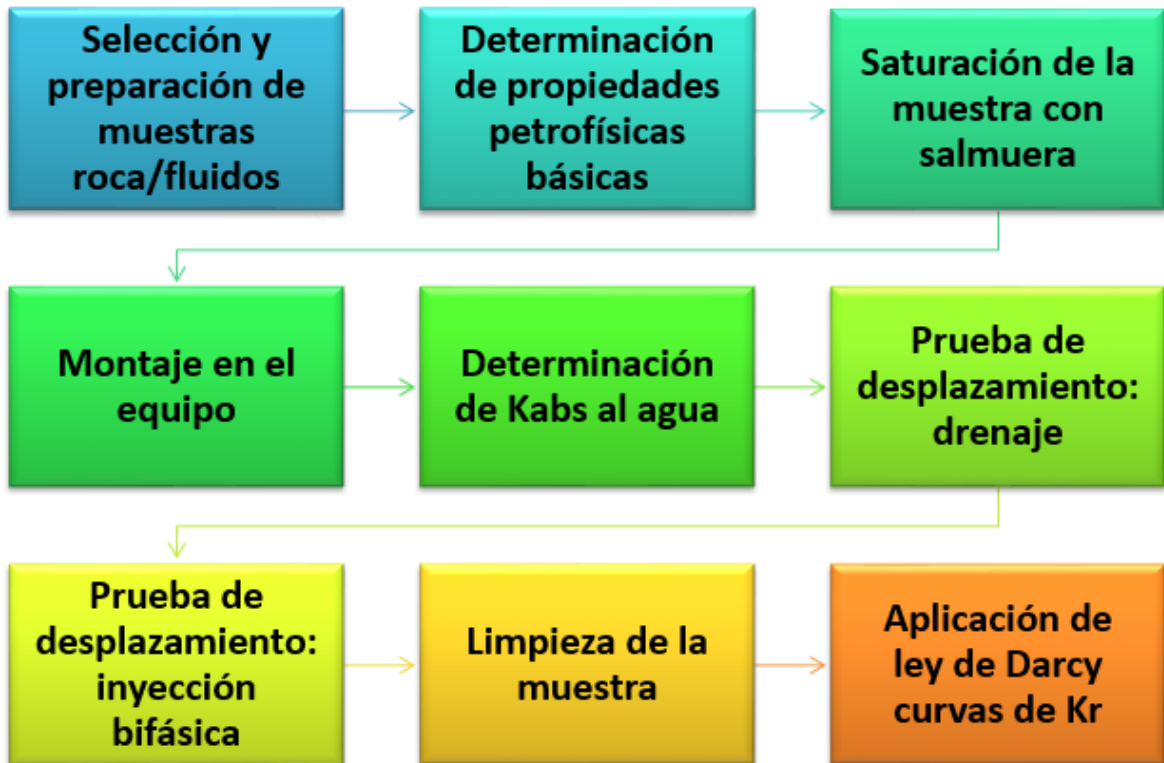 Selección y
preparación de
muestras
roca/fluidos
Determinación
de propiedades
petrofísicas
básicas
Saturación de la
muestra con
salmuera
Montaje en el
equipo
Determinación
de Kabs al agua
Prueba de
desplazamiento:
drenaje
Prueba de
desplazamiento:
inyección
bifásica
Limpieza de la
muestra
Aplicación de
ley de Darcy
curvas de Kr